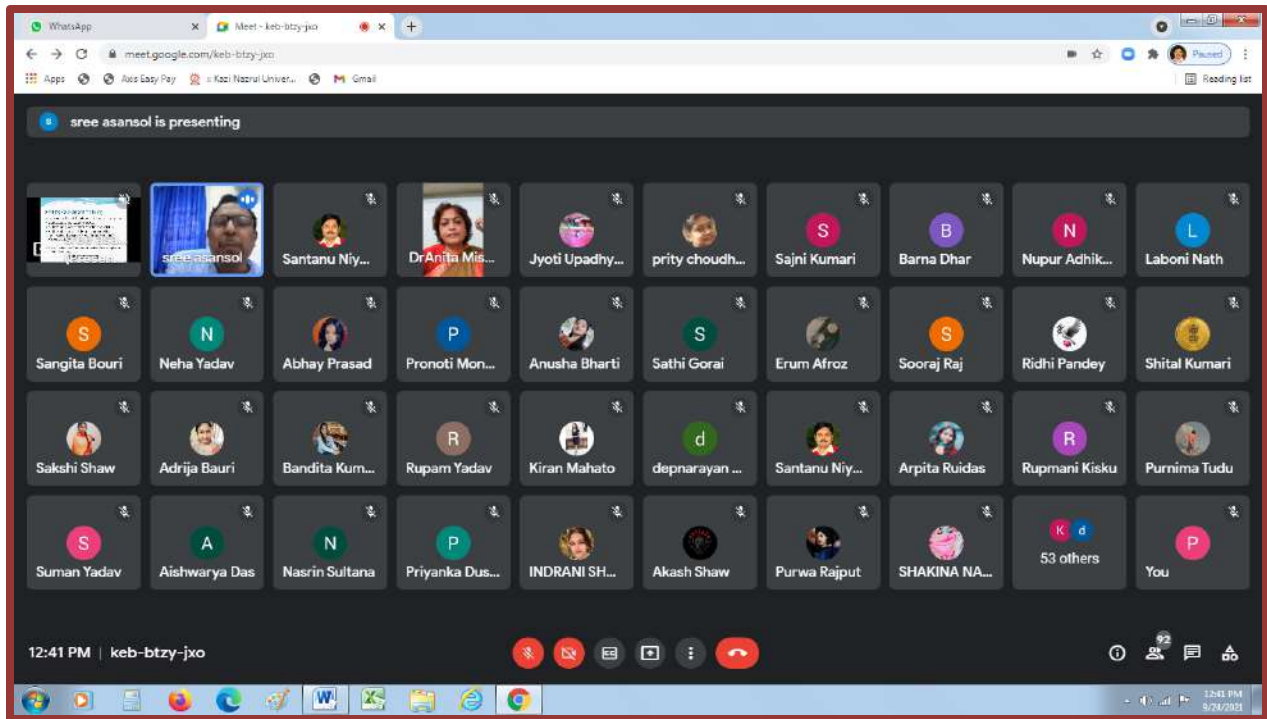 WhatsApp
Meet - keb-btzy-jxo
meet.google.com/keb-btzy-jxo
Paused
Apps
Axis Easy Pay
:: Kazi Nazrul Univer...
Gmail
Reading list
s sree asansol is presenting
sree asansol
Santanu Niy...
DrAnita Mis...
Jyoti Upadhy...
prity choudh...
S Sajni Kumari
B Barna Dhar
N Nupur Adhik...
L Laboni Nath
S Sangita Bouri
N Neha Yadav
Abhay Prasad
P Pronoti Mon...
Anusha Bharti
S Sathi Gorai
Erum Afroz
S Sooraj Raj
Ridhi Pandey
Shital Kumari
Sakshi Shaw
Adrija Bauri
Bandita Kum...
R Rupam Yadav
Kiran Mahato
d depnarayan ...
Santanu Niy...
Arpita Ruidas
R Rupmani Kisku
Purnima Tudu
S Suman Yadav
A Aishwarya Das
N Nasrin Sultana
P Priyanka Dus...
INDRANI SH...
Akash Shaw
Purwa Rajput
SHAKINA NA...
K d 53 others
P You
12:41 PM | keb-btzy-jxo
92
12:41 PM
9/24/2021